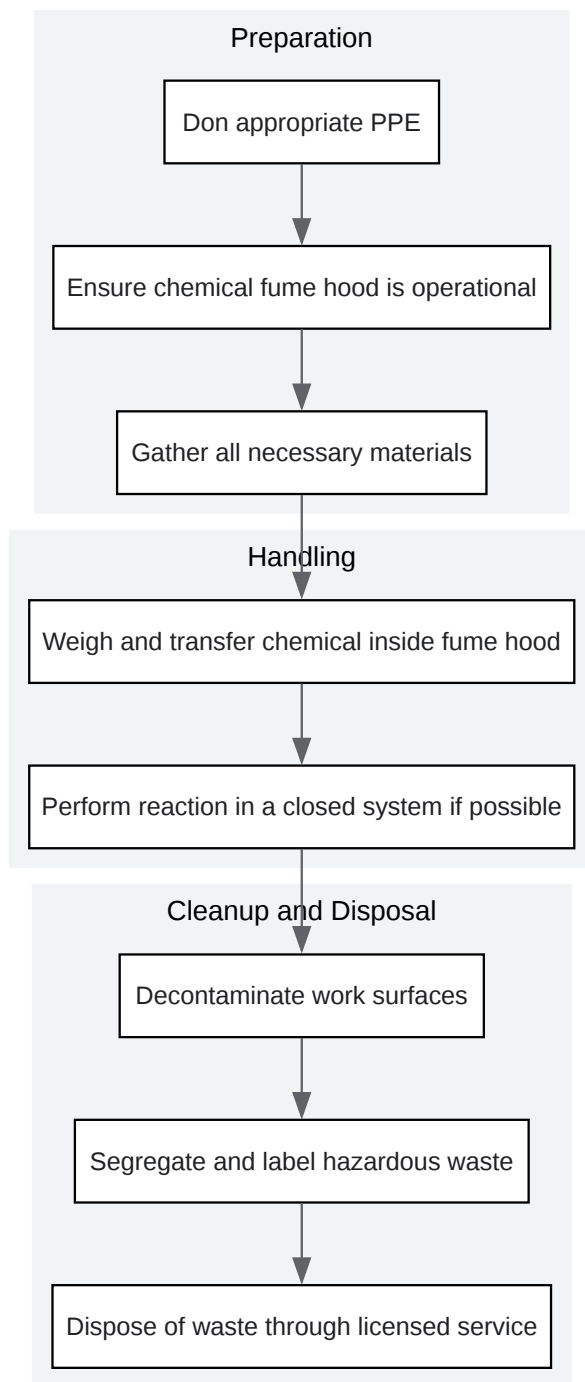 Preparation
Don appropriate PPE
Ensure chemical fume hood is operational
Gather all necessary materials
Handling
Weigh and transfer chemical inside fume hood
Perform reaction in a closed system if possible
Cleanup and Disposal
Decontaminate work surfaces
Segregate and label hazardous waste
Dispose of waste through licensed service